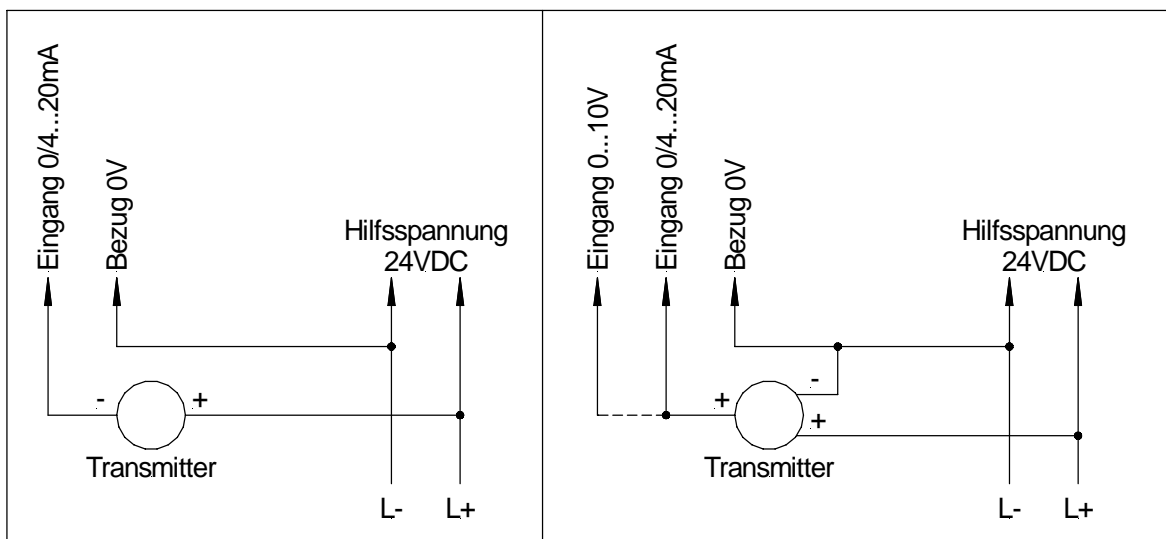 Eingang 0/4...20mA
Bezug 0V
Hilfsspannung
24VDC
-
+
Transmitter
L-
L+
Eingang 0...10V
Eingang 0/4...20mA
Bezug 0V
Hilfsspannung
24VDC
+
-
+
Transmitter
L-
L+